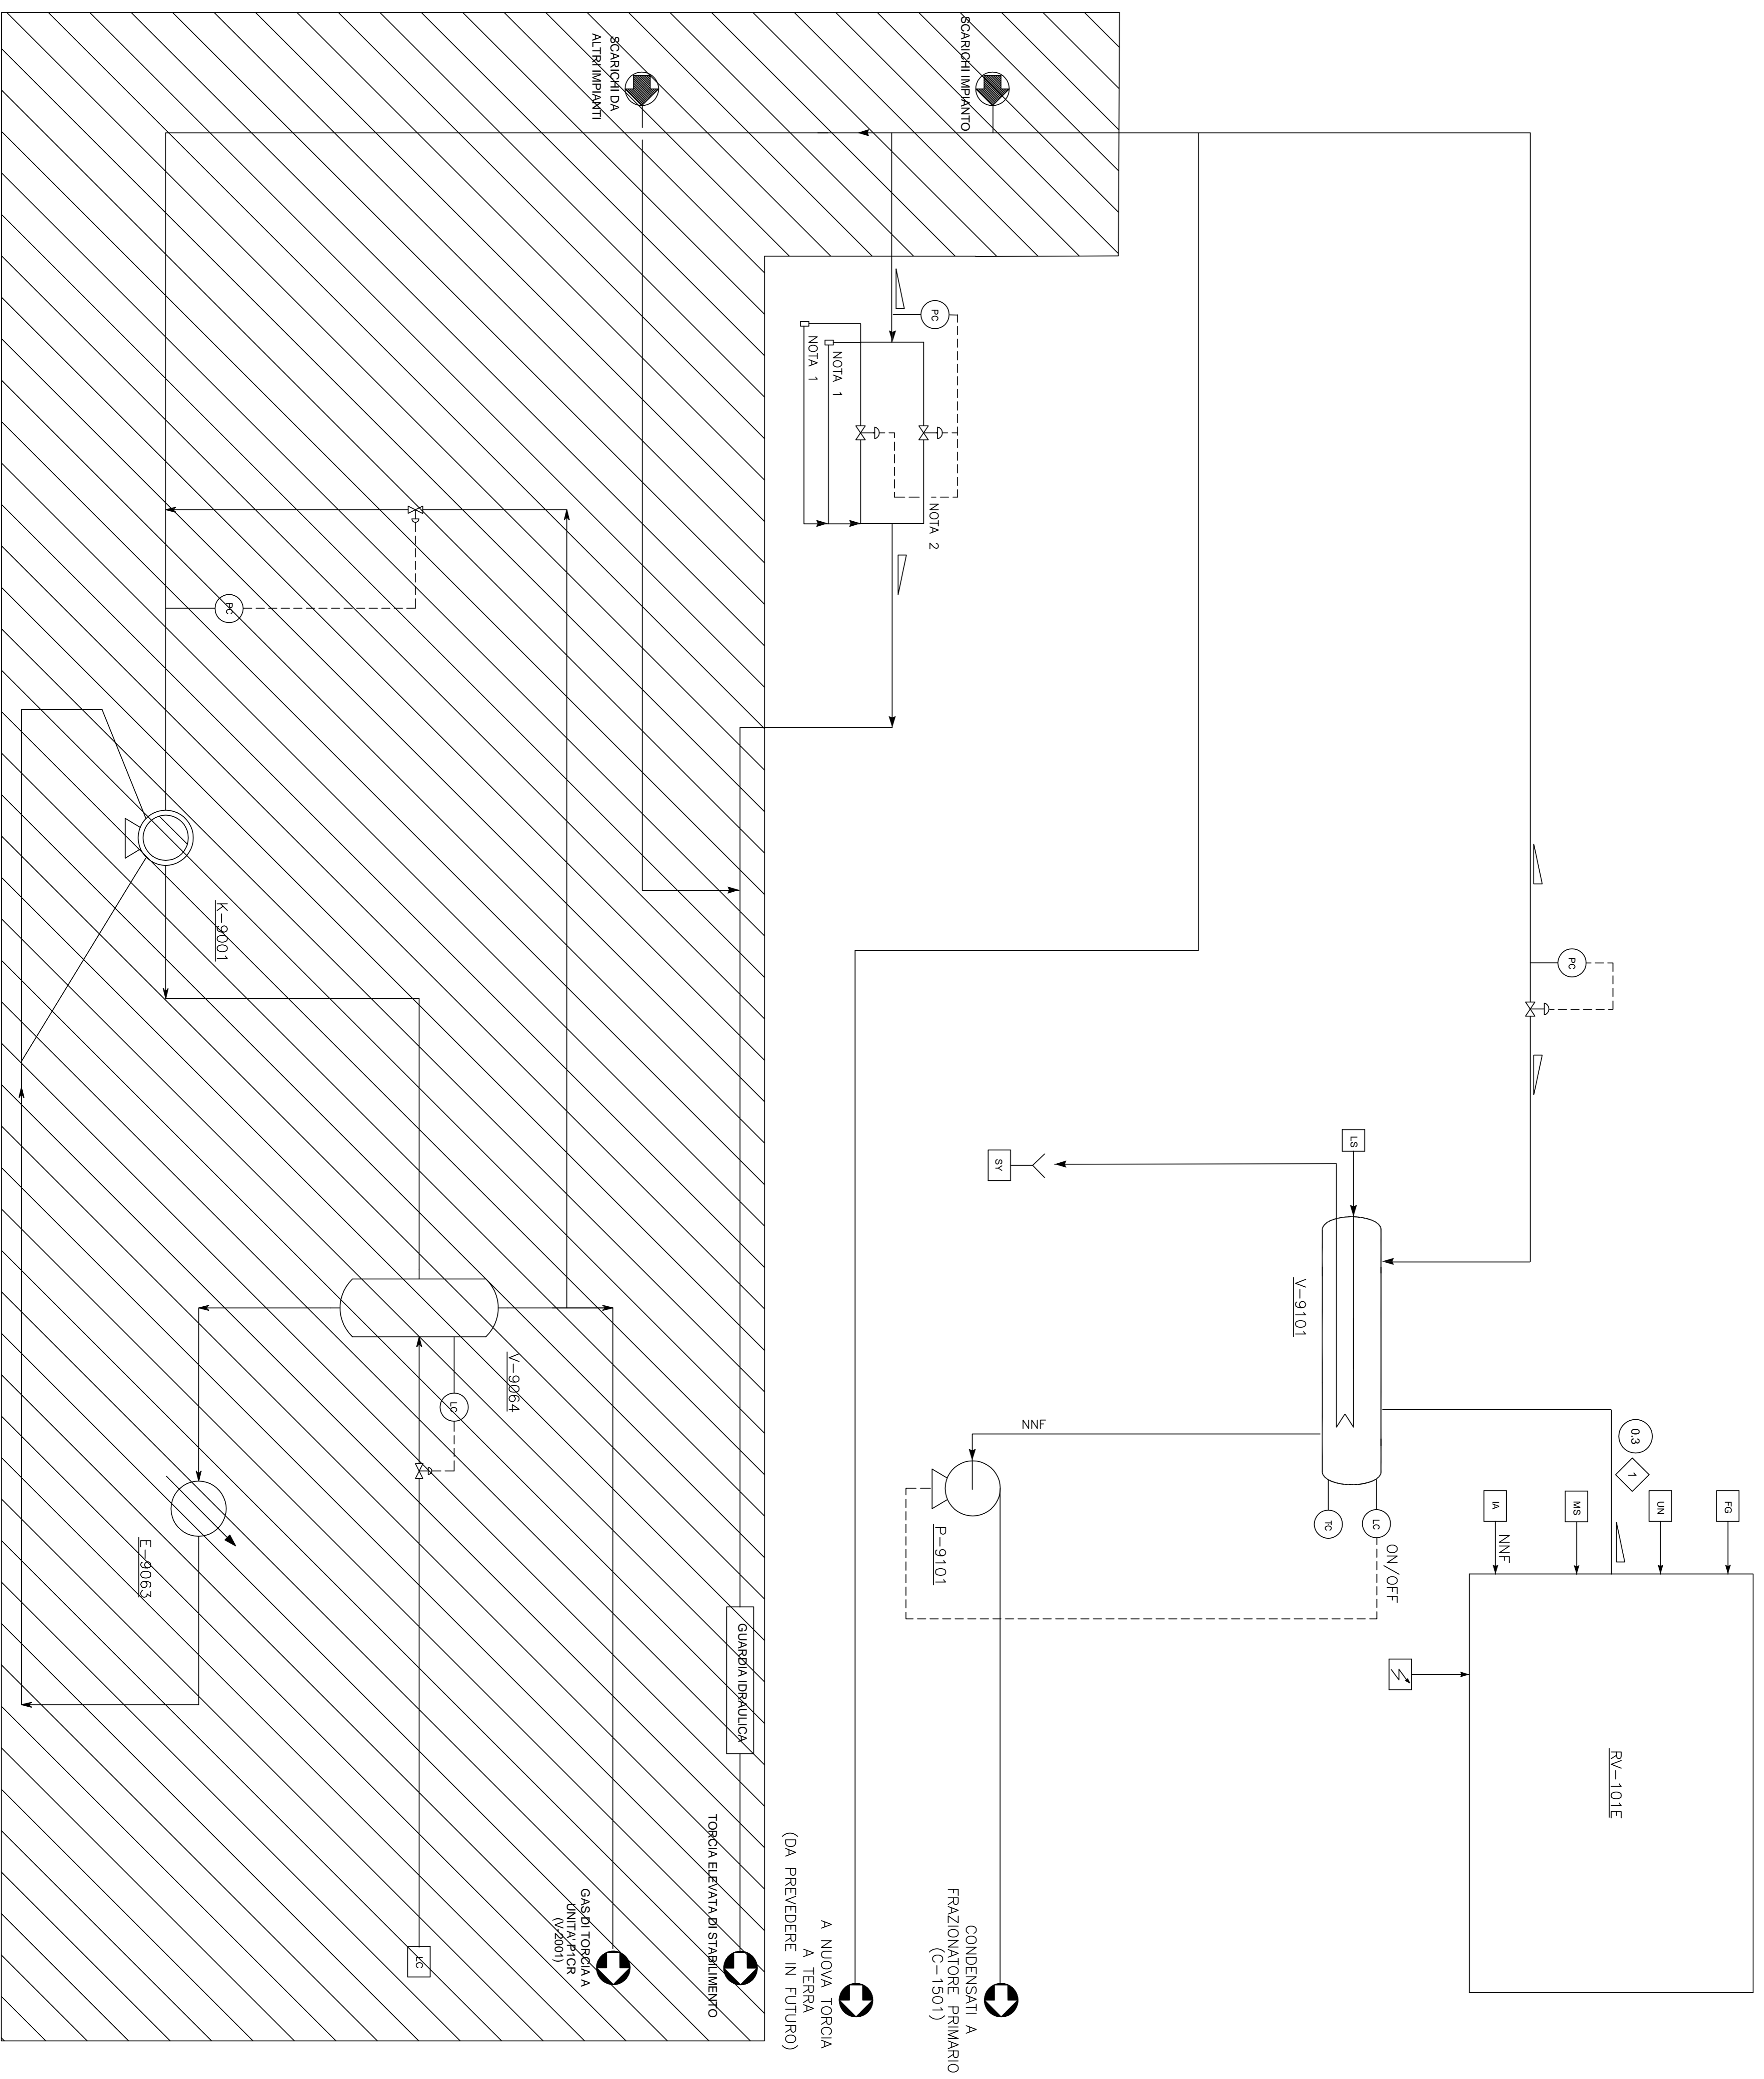 RV-101E
FG
UN
MS
IA
NNF
0.3
1
PC
ON/OFF
LC
TC
V-9101
LS
SY
NNF
P-9101
CONDENSATI A
FRAZIONATORE PRIMARIO
(C-1501)
SCARICHI IMPIANTO
PC
NOTA 2
NOTA 1
NOTA 1
A NUOVA TORCIA
A TERRA
(DA PREVEDERE IN FUTURO)
GUARDIA IDRAULICA
TORCIA ELEVATA DI STABILIMENTO
SCARICHI DA
ALTRI IMPIANTI
GAS DI TORCIA A
UNITA' P1CR
(V-2001)
V-9064
LC
PC
K-9001
E-9063